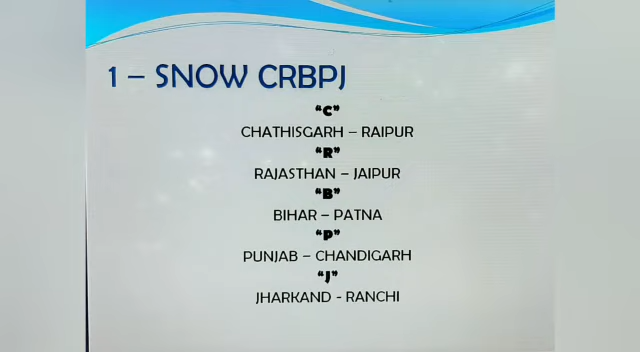 1 – SNOW CRBPJ
“C”
CHATHISGARH – RAIPUR
“R”
RAJASTHAN – JAIPUR
“B”
BIHAR – PATNA
“P”
PUNJAB – CHANDIGARH
“J”
JHARKAND - RANCHI